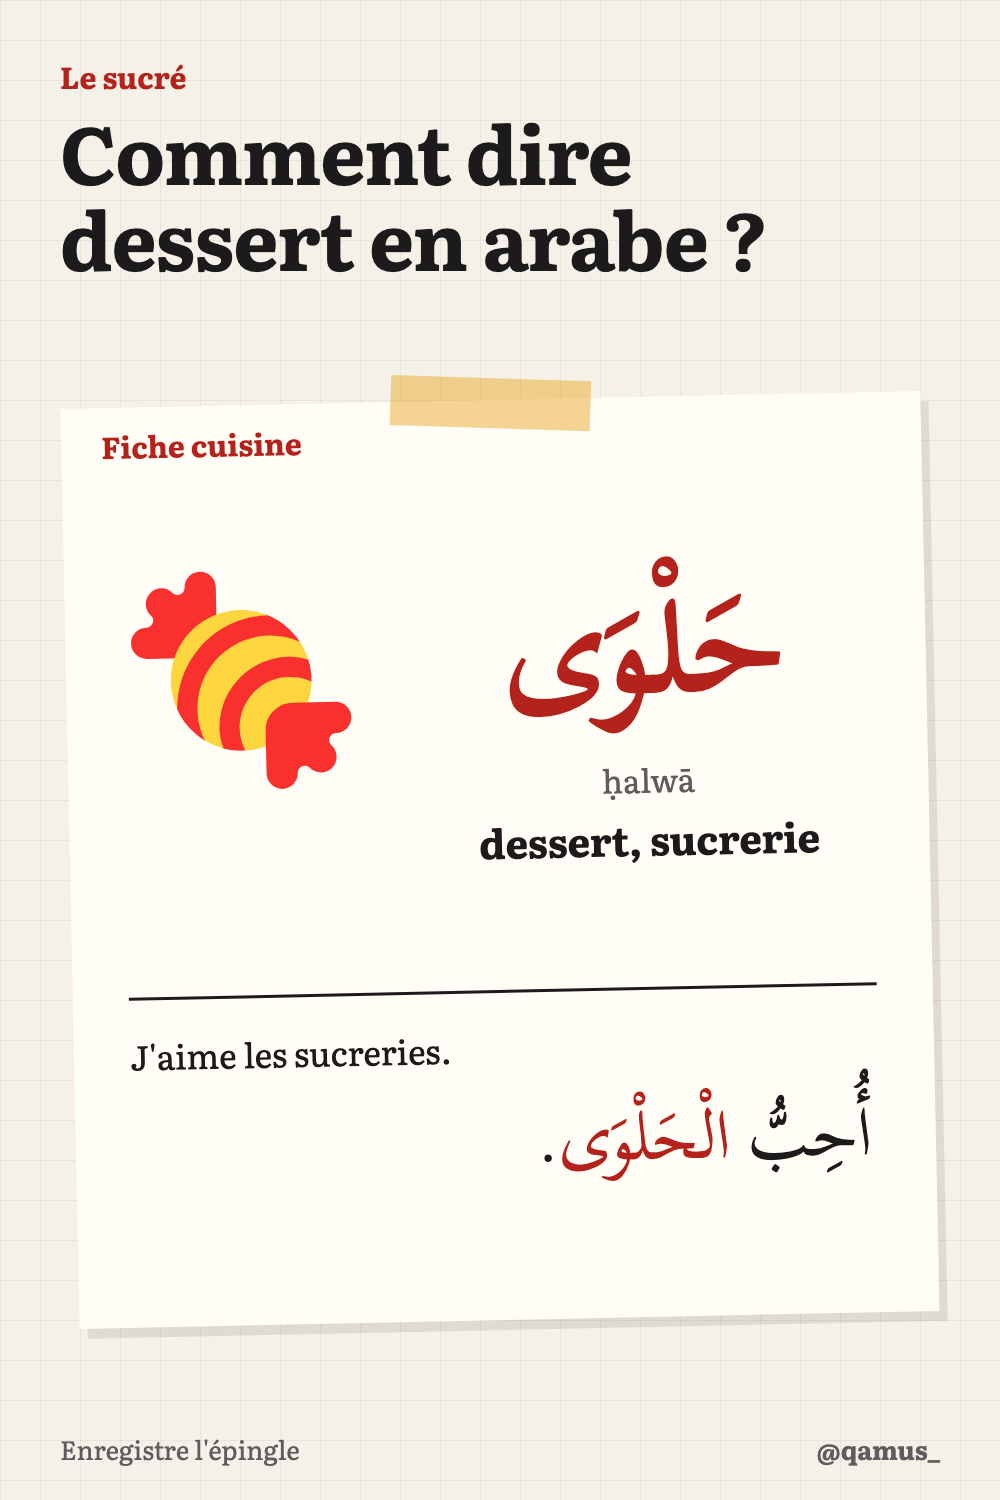 Le sucré
Comment dire
dessert en arabe ?
Fiche cuisine
حَلْوَى
ḥalwā
dessert, sucrerie
J'aime les sucreries.
أُحِبُّ الْحَلْوَى.
Enregistre l'épingle
@qamus_